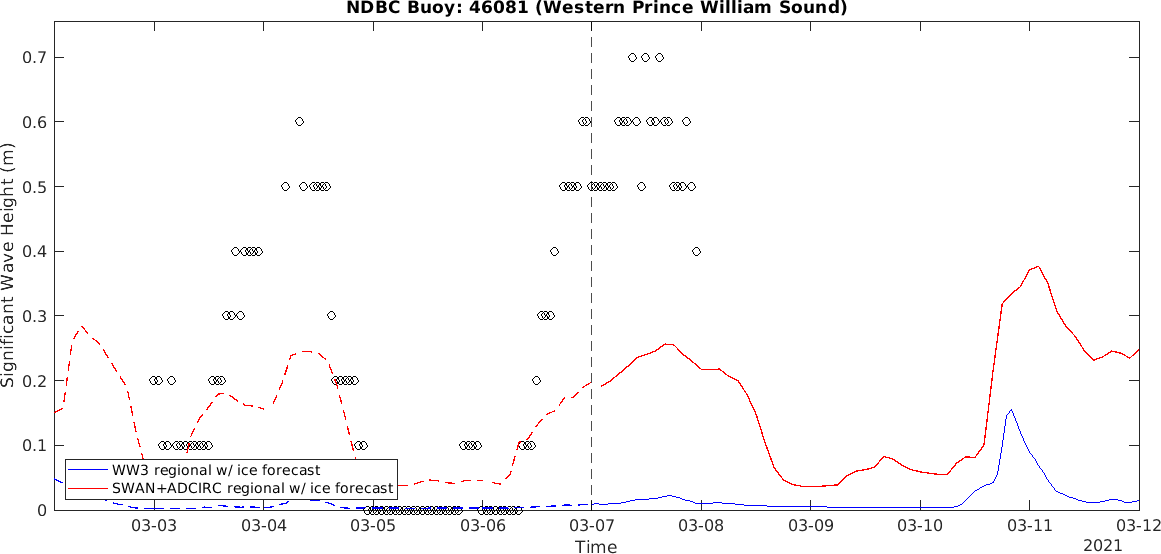 NDBC Buoy: 46081 (Western Prince William Sound)
Significant Wave Height (m)
0.7
0.6
0.5
0.4
0.3
0.2
0.1
0
WW3 regional w/ ice forecast
SWAN+ADCIRC regional w/ ice forecast
03-03 03-04 03-05 03-06 03-07 03-08 03-09 03-10 03-11 03-12
Time
2021